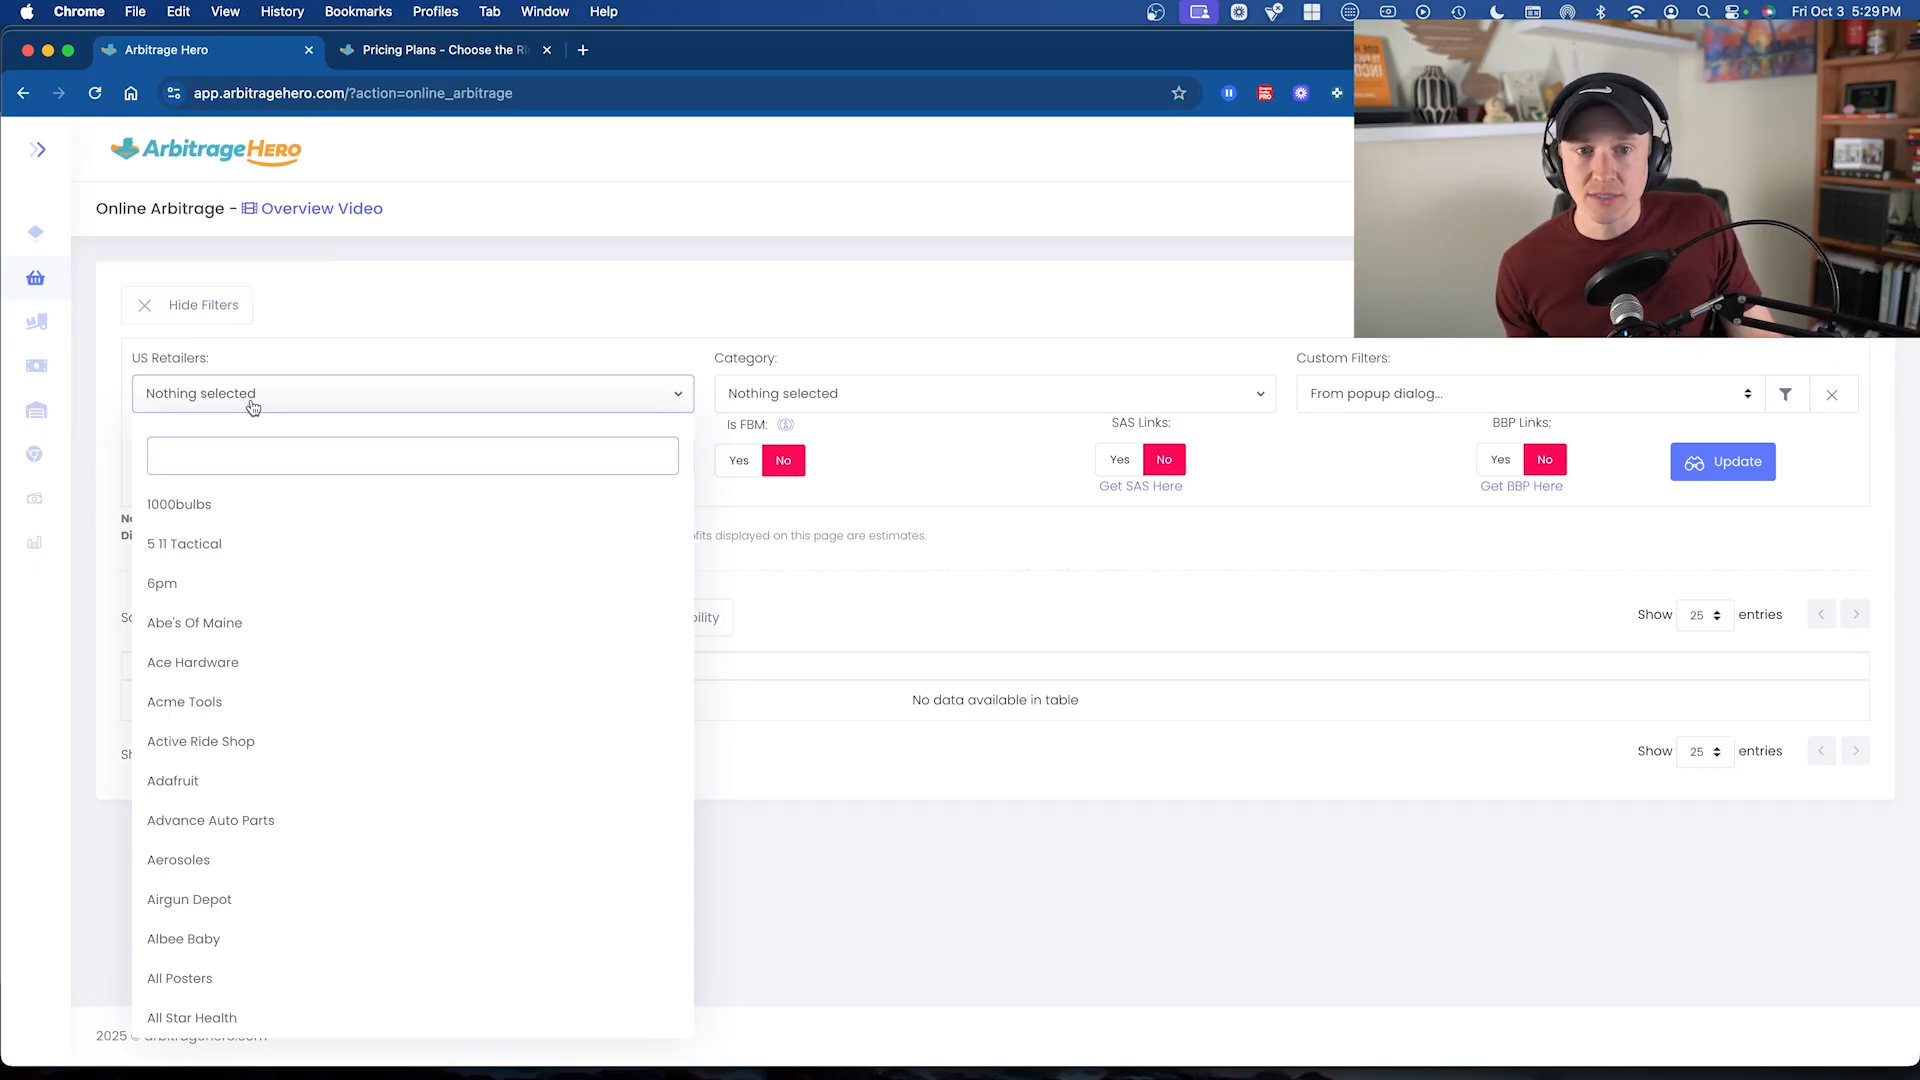 Chrome File Edit View History Bookmarks Profiles Tab Window Help Fri Oct 3 5:29 PM
Arbitrage Hero Pricing Plans - Choose the Ri
app.arbitragehero.com/?action=online_arbitrage
ArbitrageHERO
Online Arbitrage - Overview Video
Hide Filters
US Retailers: Category: Custom Filters:
Nothing selected Nothing selected From popup dialog...
Is FBM: SAS Links: BBP Links:
Yes No Yes No Yes No Update
Get SAS Here Get BBP Here
1000bulbs
5 11 Tactical
fits displayed on this page are estimates.
6pm
Abe's Of Maine
bility Show 25 entries
Ace Hardware
Acme Tools
No data available in table
Active Ride Shop
Show 25 entries
Adafruit
Advance Auto Parts
Aerosoles
Airgun Depot
Albee Baby
All Posters
All Star Health
2025 © arbitragehero.com